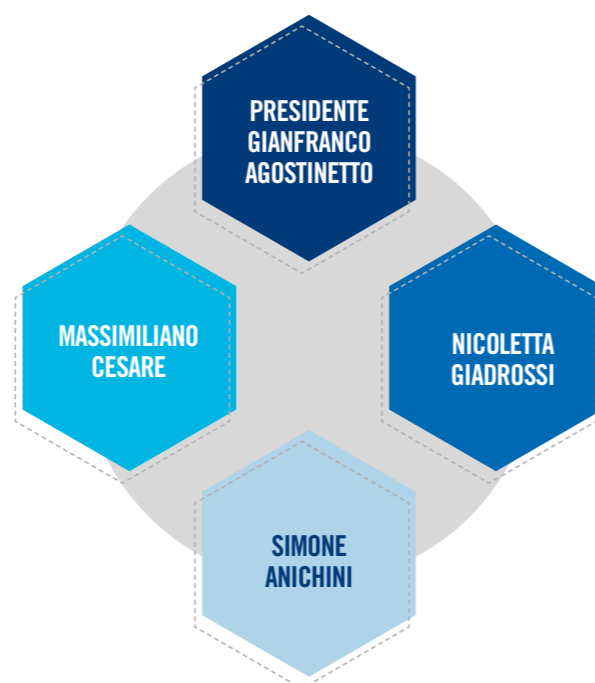 PRESIDENTE
GIANFRANCO
AGOSTINETTO
MASSIMILIANO
CESARE
NICOLETTA
GIADROSSI
SIMONE
ANICHINI